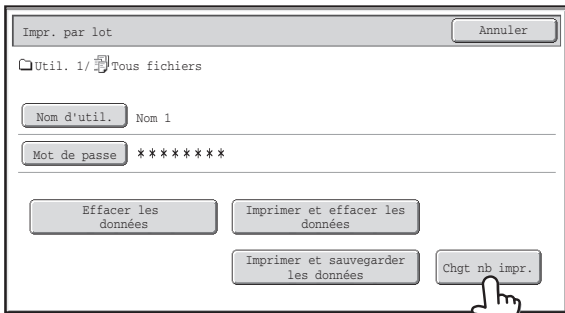 Impr. par lot
Annuler
Util. 1/ Tous fichiers
Nom d'util. Nom 1
Mot de passe ********
Effacer les
données
Imprimer et effacer les
données
Imprimer et sauvegarder
les données
Chgt nb impr.